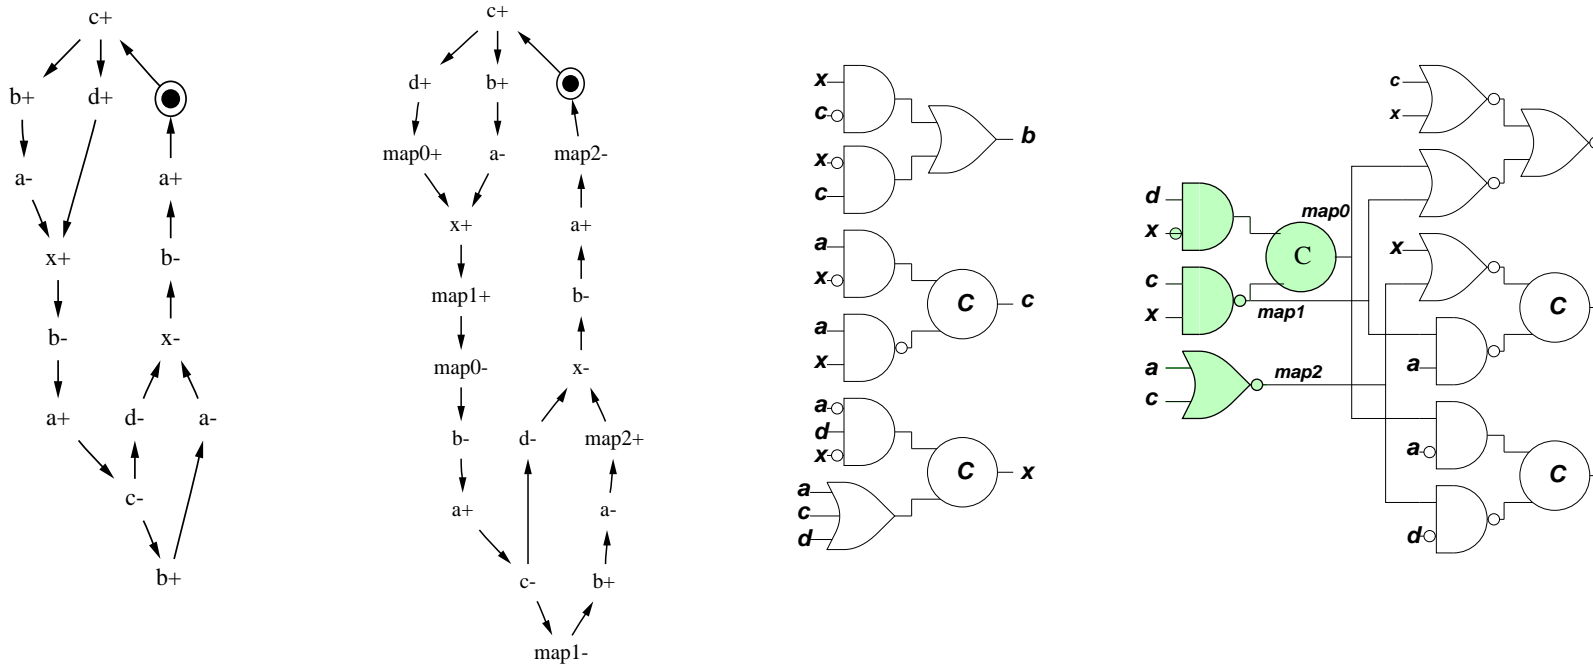 c+
b+
d+
a-
a+
x+
b-
b-
x-
a+
d-
a-
c-
b+
c+
d+
b+
map0+
a-
map2-
x+
a+
map1+
b-
map0-
x-
b-
d-
map2+
a+
a-
c-
b+
map1-
x
c
b
x
c
a
x
C
c
a
x
a
d
x
C
x
a
c
d
c
x
d
x
map0
C
c
x
map1
a
c
map2
x
C
a
a
C
d